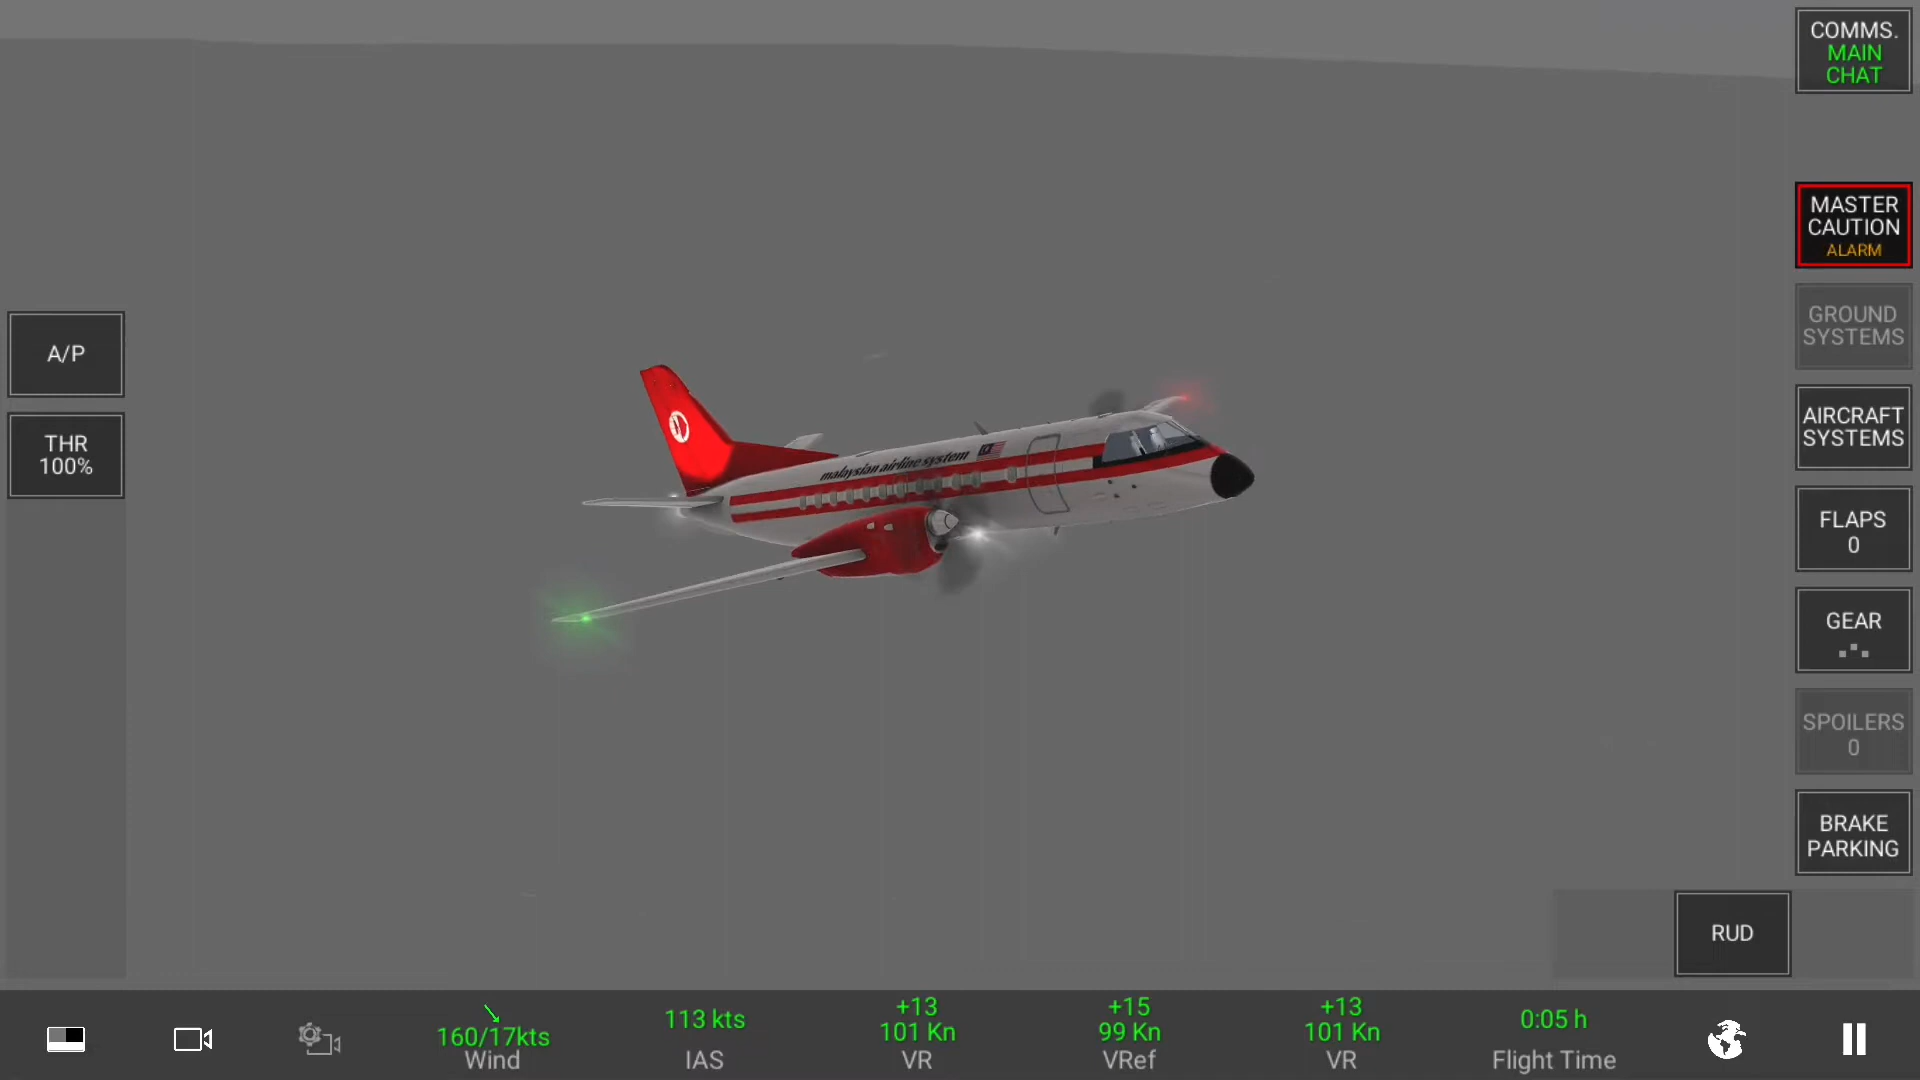 COMMS.
MAIN
CHAT
MASTER
CAUTION
ALARM
GROUND
SYSTEMS
A/P
THR
100%
AIRCRAFT
SYSTEMS
malaysian airline system
FLAPS
0
GEAR
SPOILERS
0
BRAKE
PARKING
RUD
160/17kts
Wind
113 kts
IAS
+13
101 Kn
VR
+15
99 Kn
VRef
+13
101 Kn
VR
0:05 h
Flight Time